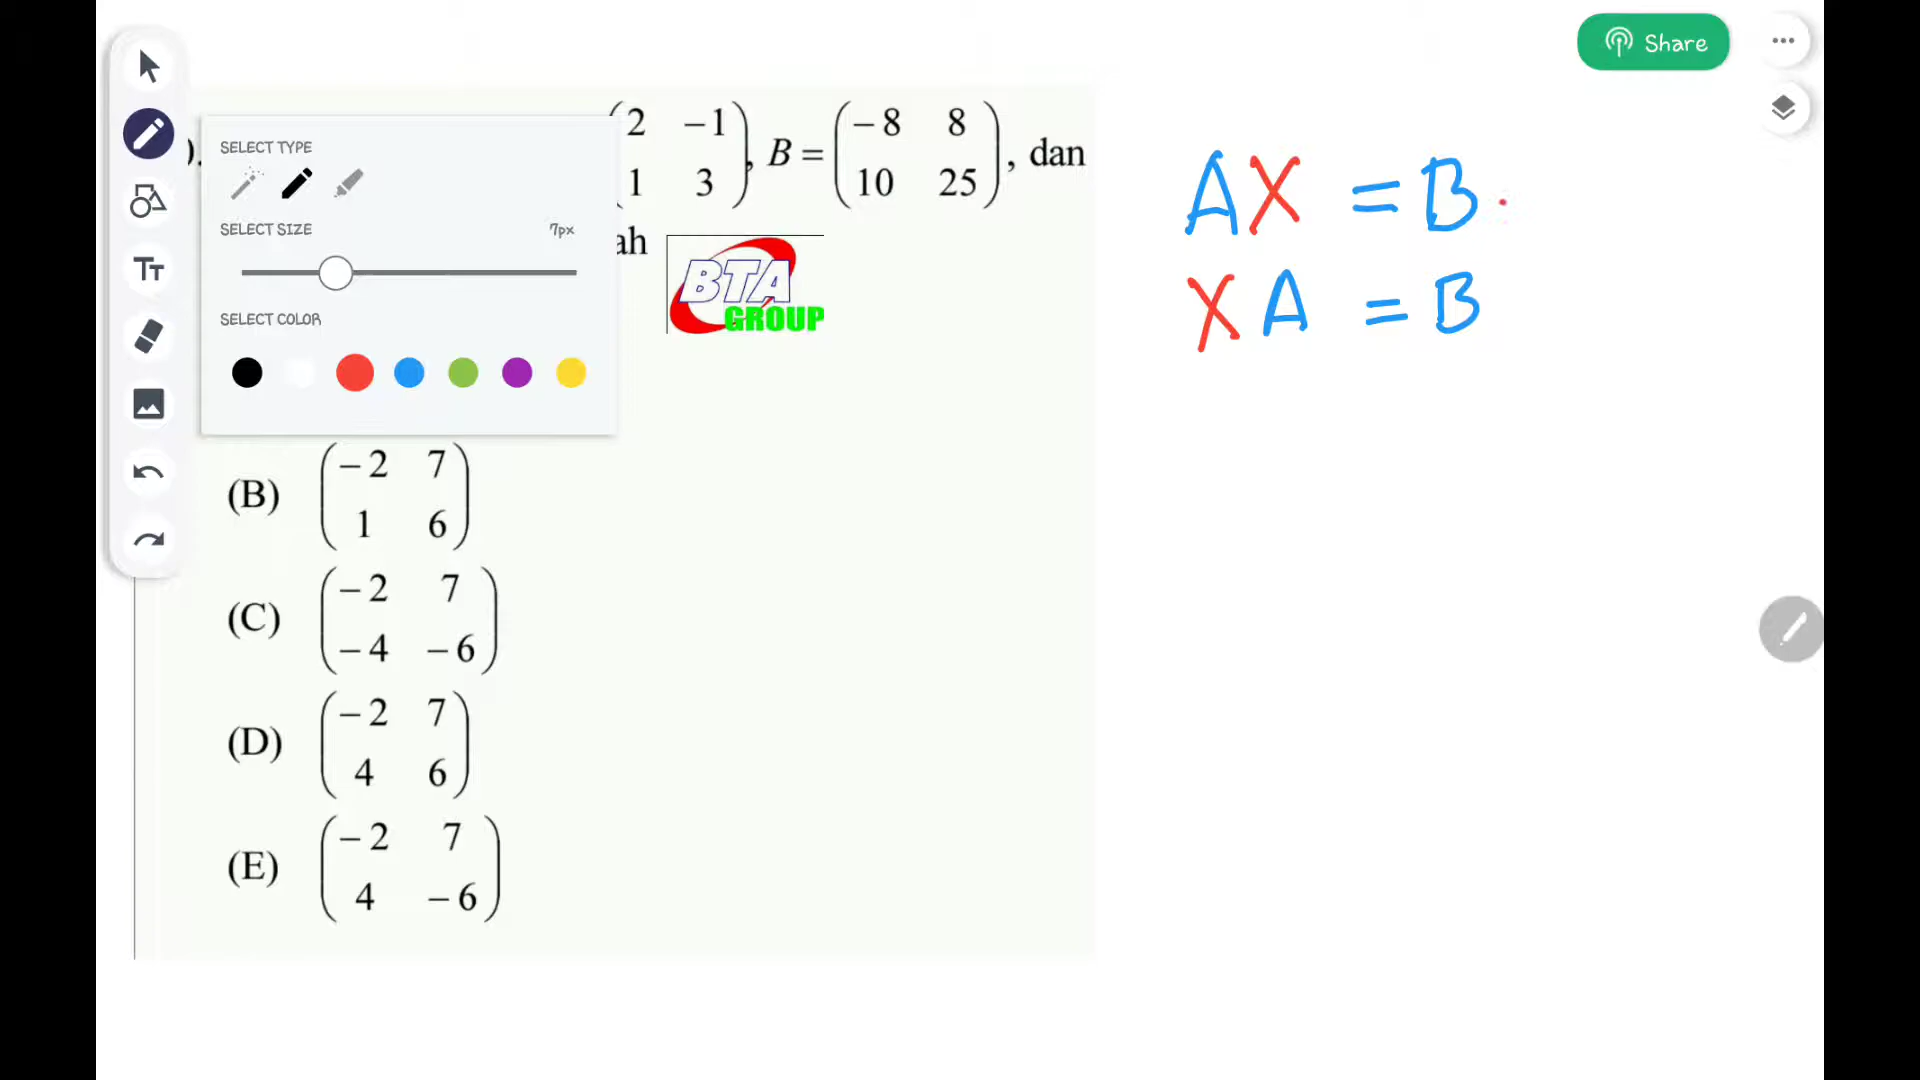 Share
SELECT TYPE
SELECT SIZE 7px
SELECT COLOR
2 -1
1 3
, B = -8 8
10 25
, dan
ah
BTA
GROUP
(B) -2 7
1 6
(C) -2 7
-4 -6
(D) -2 7
4 6
(E) -2 7
4 -6
TT
AX = B
XA = B